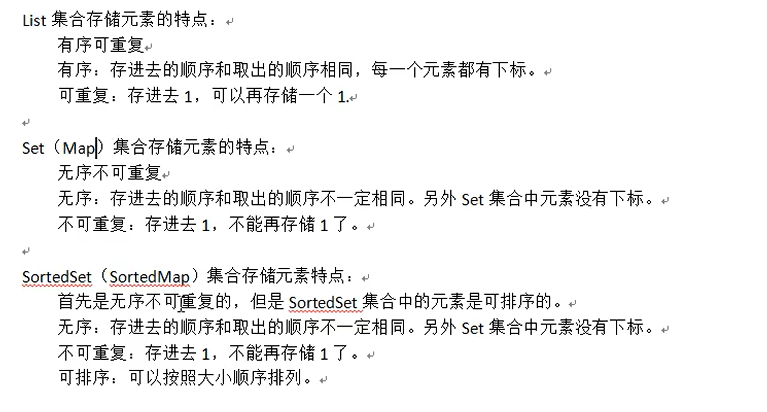 List 集合存储元素的特点：
有序可重复
有序：存进去的顺序和取出的顺序相同，每一个元素都有下标。
可重复：存进去 1，可以再存储一个 1.
Set（Map）集合存储元素的特点：
无序不可重复
无序：存进去的顺序和取出的顺序不一定相同。另外 Set 集合中元素没有下标。
不可重复：存进去 1，不能再存储 1 了。
SortedSet（SortedMap）集合存储元素特点：
首先是无序不可重复的，但是 SortedSet 集合中的元素是可排序的。
无序：存进去的顺序和取出的顺序不一定相同。另外 Set 集合中元素没有下标。
不可重复：存进去 1，不能再存储 1 了。
可排序：可以按照大小顺序排列。